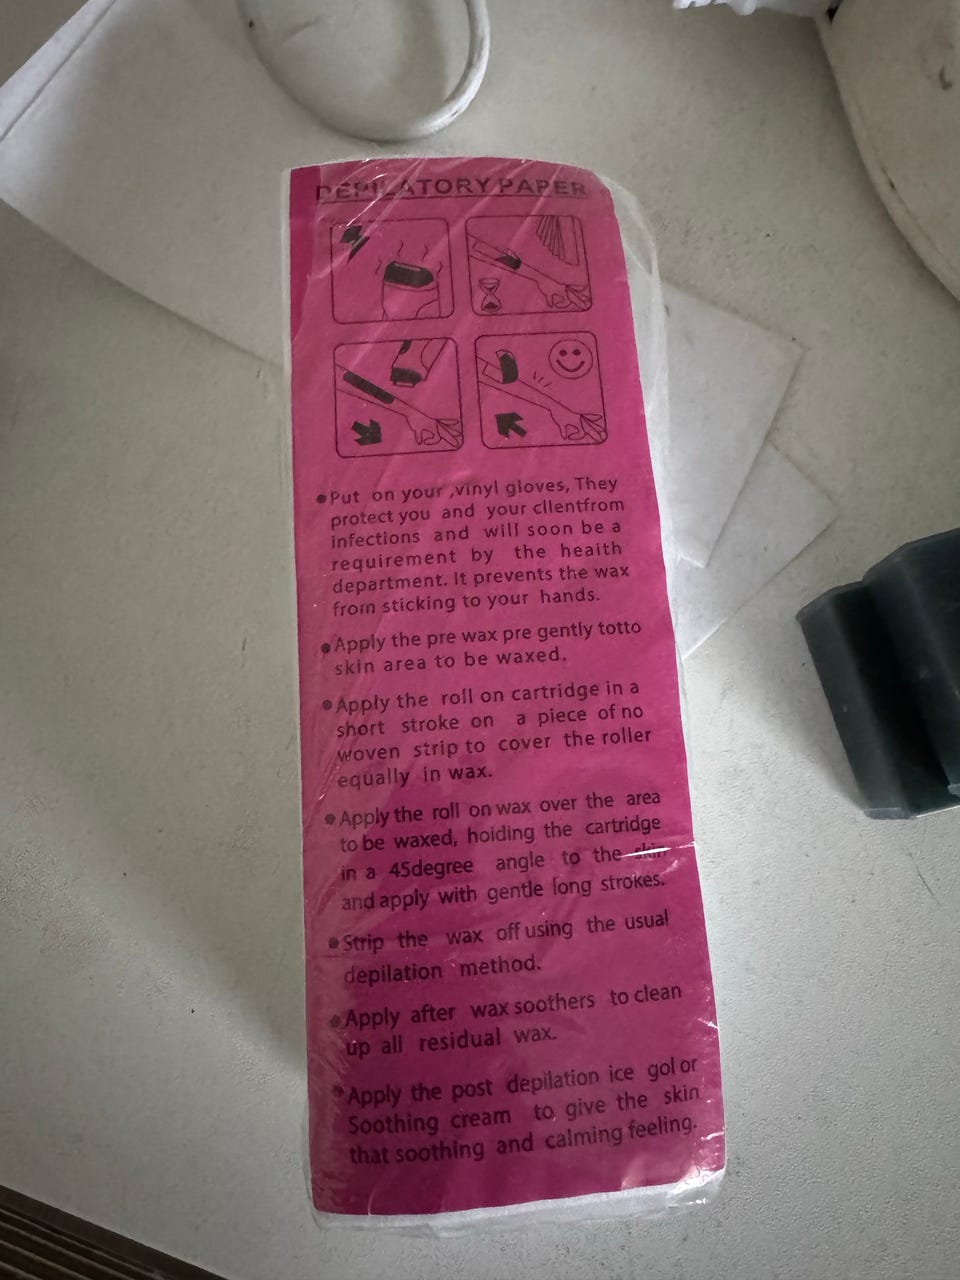 DEPILATORY PAPER
•Put on your ,vinyl gloves, They
protect you and your cllentfrom
infections and will soon be a
requirement by the heaith
department. It prevents the wax
from sticking to your hands.
•Apply the pre wax pre gently totto
skin area to be waxed.
•Apply the roll on cartridge in a
short stroke on a piece of no
woven strip to cover the roller
equally in wax.
•Apply the roll on wax over the area
to be waxed, hoiding the cartridge
in a 45degree angle to the skin
and apply with gentle long strokes.
•Strip the wax off using the usual
depilation method.
•Apply after wax soothers to clean
up all residual wax.
•Apply the post depilation ice gol or
Soothing cream to give the skin
that soothing and calming feeling.